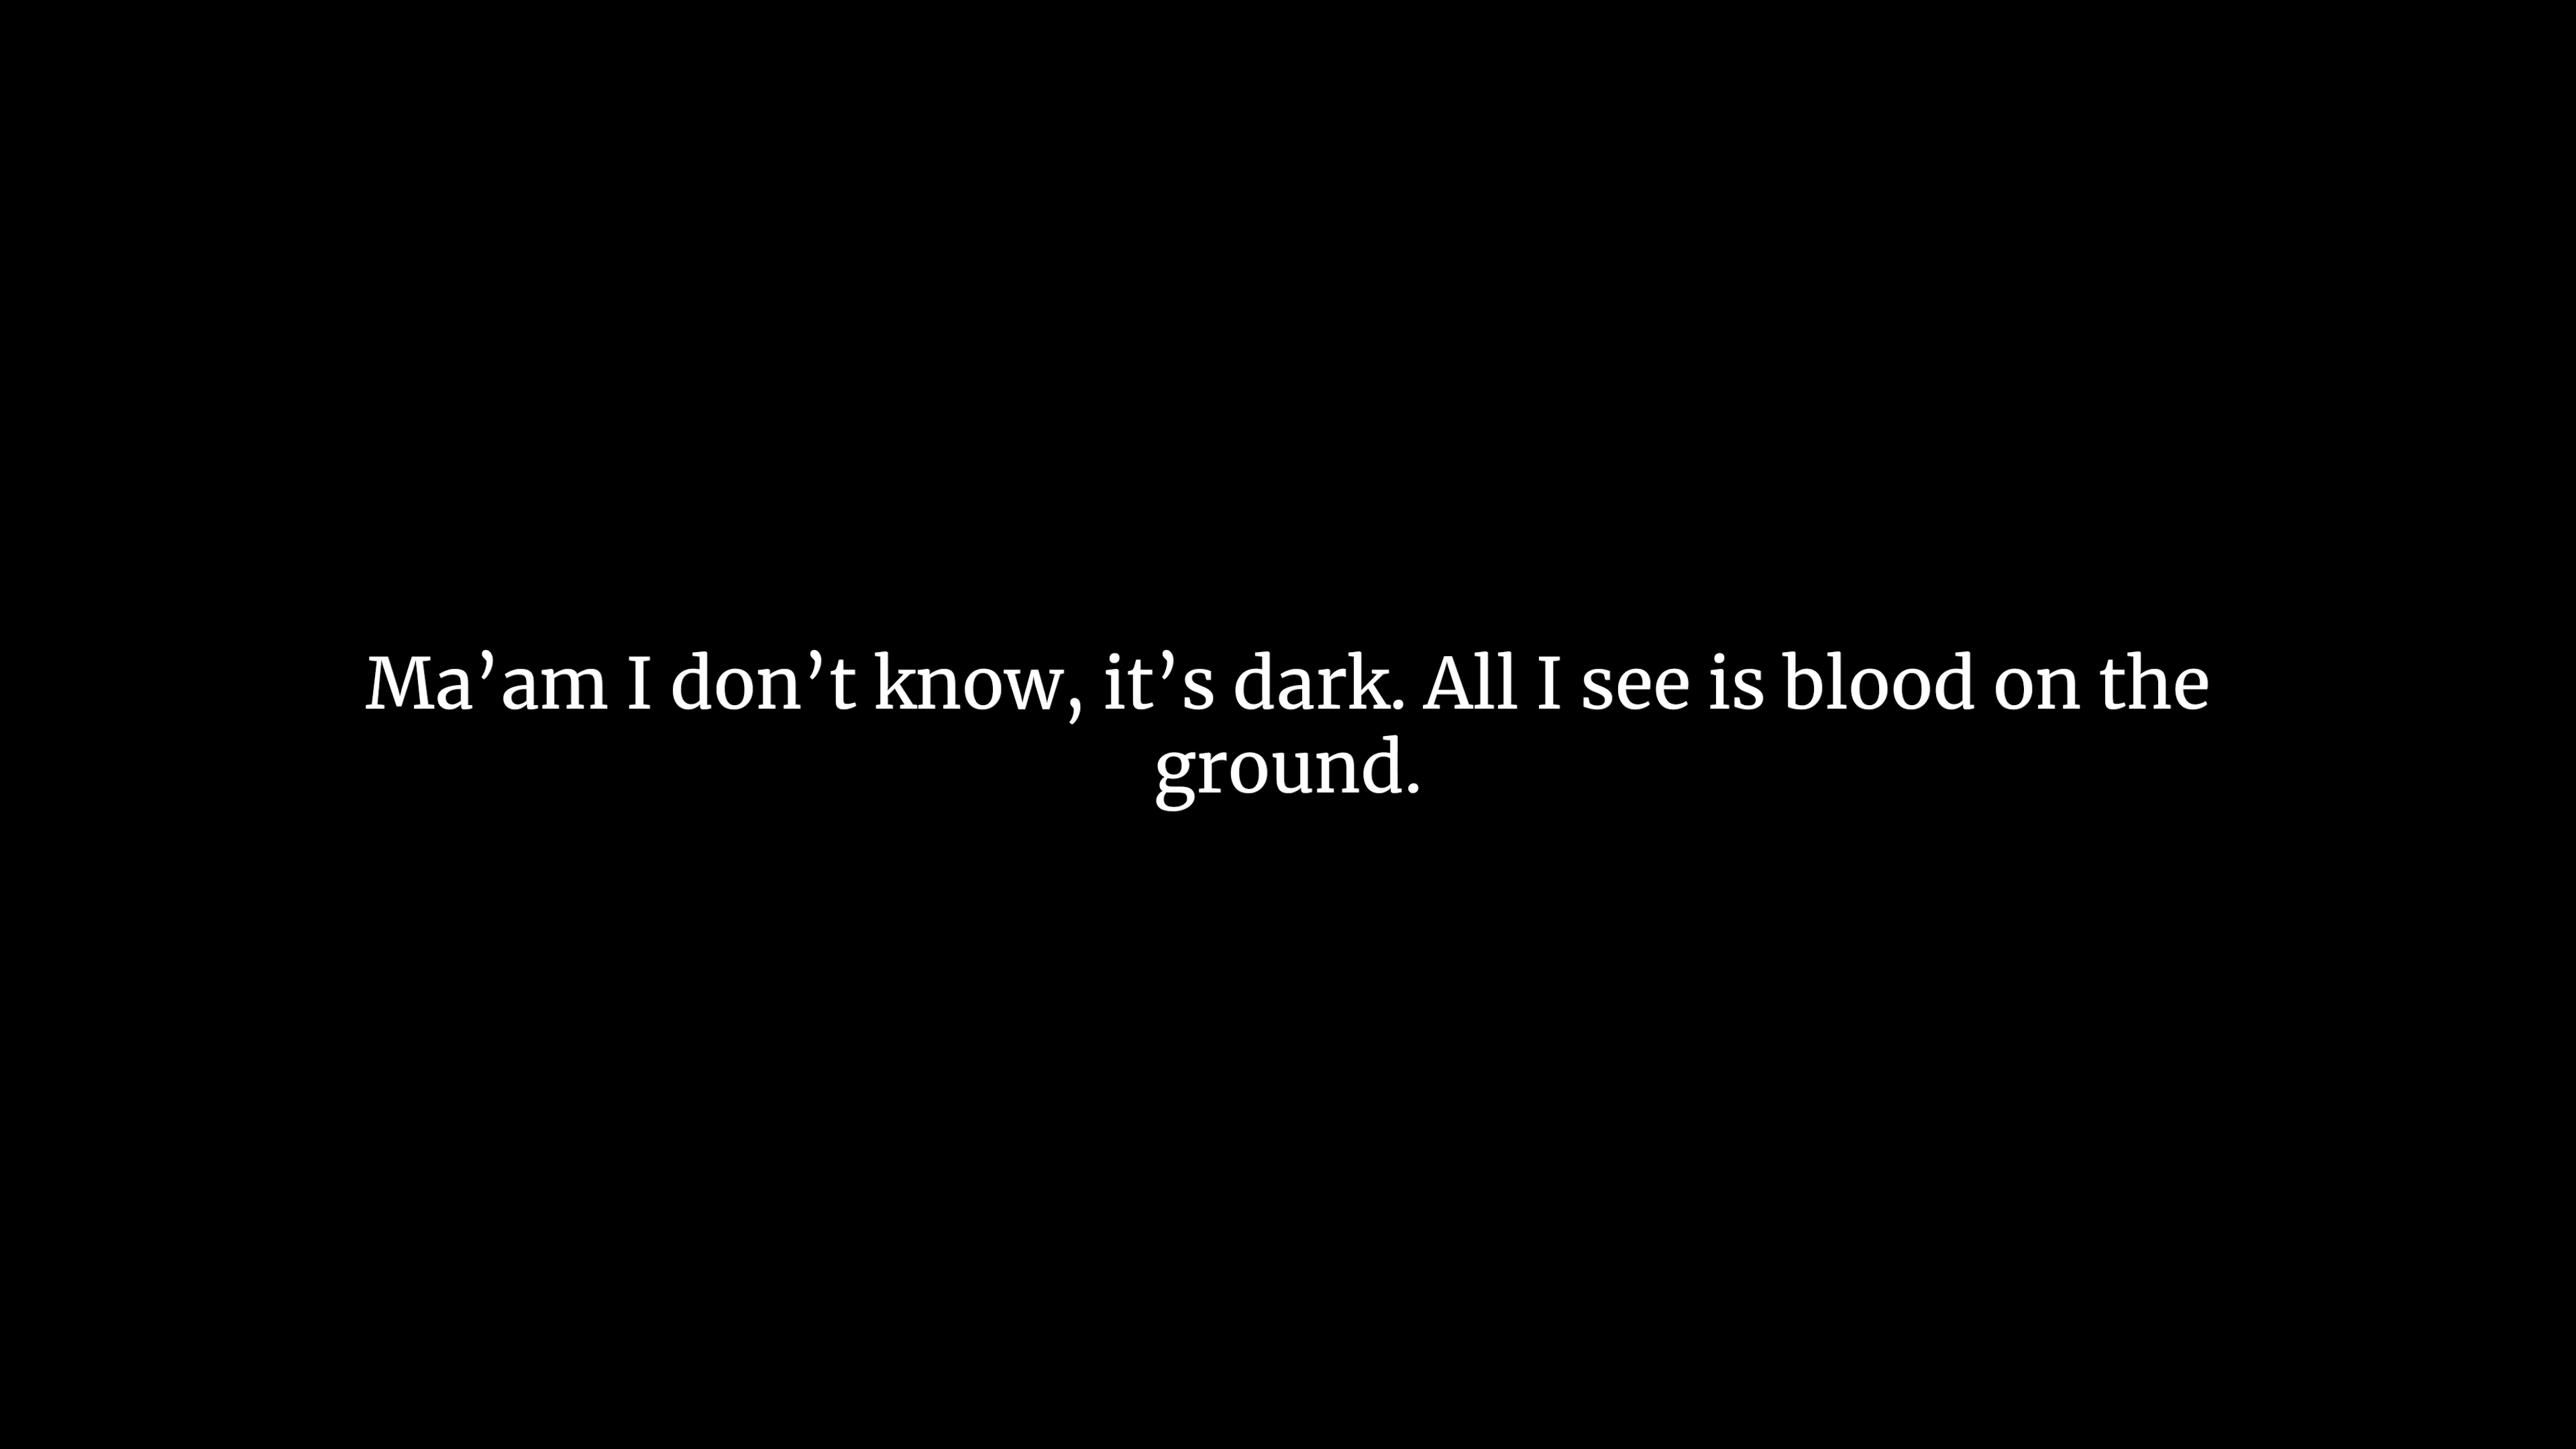 Ma’am I don’t know, it’s dark. All I see is blood on the
ground.